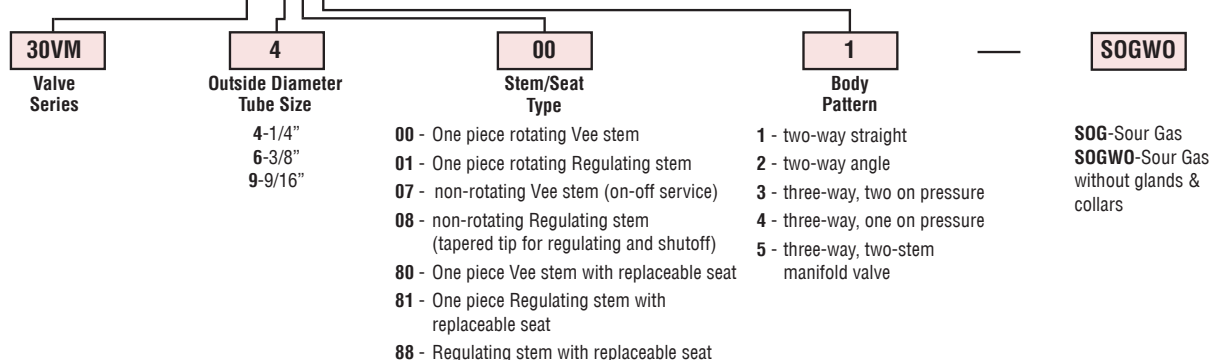 30VM
4
00
1
—
SOGWO
Valve
Series
Outside Diameter
Tube Size
Stem/Seat
Type
Body
Pattern
4-1/4”
6-3/8”
9-9/16”
00 - One piece rotating Vee stem
01 - One piece rotating Regulating stem
07 - non-rotating Vee stem (on-off service)
08 - non-rotating Regulating stem
(tapered tip for regulating and shutoff)
80 - One piece Vee stem with replaceable seat
81 - One piece Regulating stem with
replaceable seat
88 - Regulating stem with replaceable seat
1 - two-way straight
2 - two-way angle
3 - three-way, two on pressure
4 - three-way, one on pressure
5 - three-way, two-stem
manifold valve
SOG-Sour Gas
SOGWO-Sour Gas
without glands &
collars